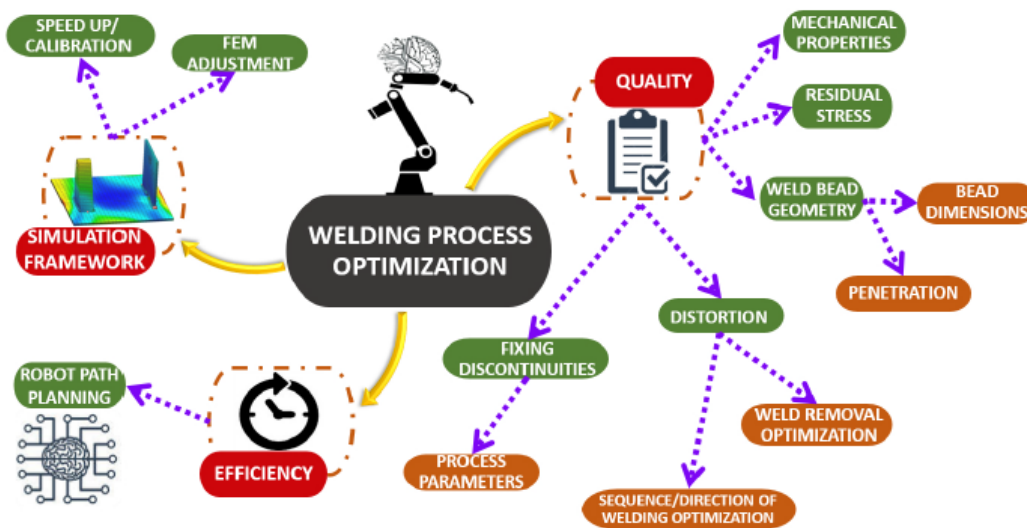 SPEED UP/
CALIBRATION
FEM
ADJUSTMENT
SIMULATION
FRAMEWORK
WELDING PROCESS
OPTIMIZATION
QUALITY
MECHANICAL
PROPERTIES
RESIDUAL
STRESS
WELD BEAD
GEOMETRY
BEAD
DIMENSIONS
PENETRATION
DISTORTION
FIXING
DISCONTINUITIES
WELD REMOVAL
OPTIMIZATION
PROCESS
PARAMETERS
SEQUENCE/DIRECTION OF
WELDING OPTIMIZATION
ROBOT PATH
PLANNING
EFFICIENCY